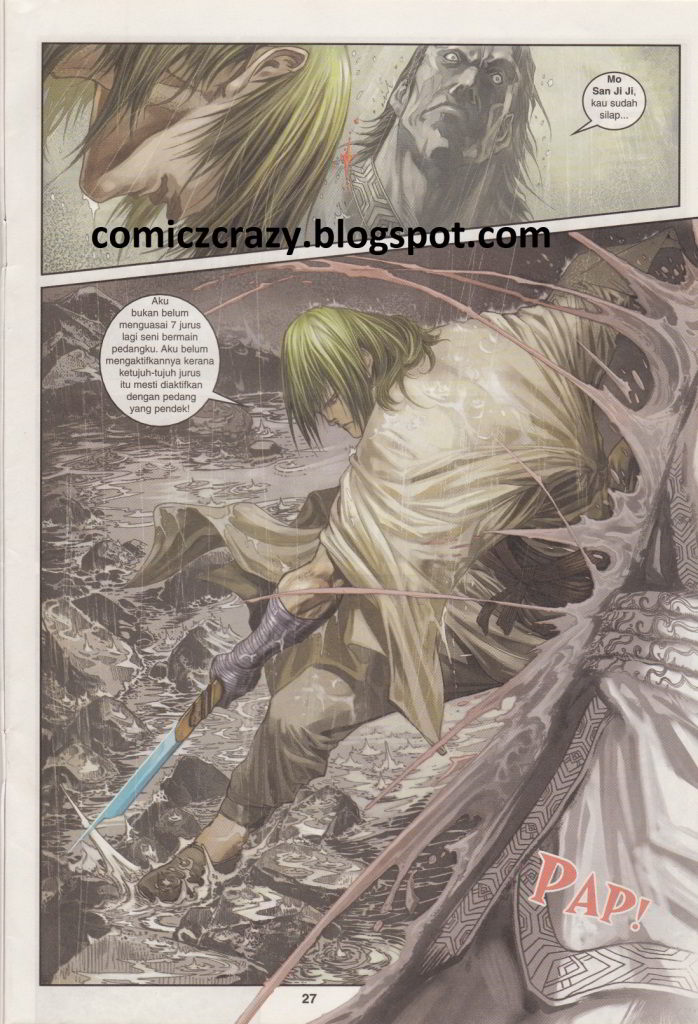 Mo
San Ji Ji,
kau sudah
silap...
comiczcrazy.blogspot.com
Aku
bukan belum
menguasai 7 jurus
lagi seni bermain
pedangku. Aku belum
mengaktifkannya kerana
ketujuh-tujuh jurus
itu mesti diaktifkan
dengan pedang
yang pendek!
PAP!
27